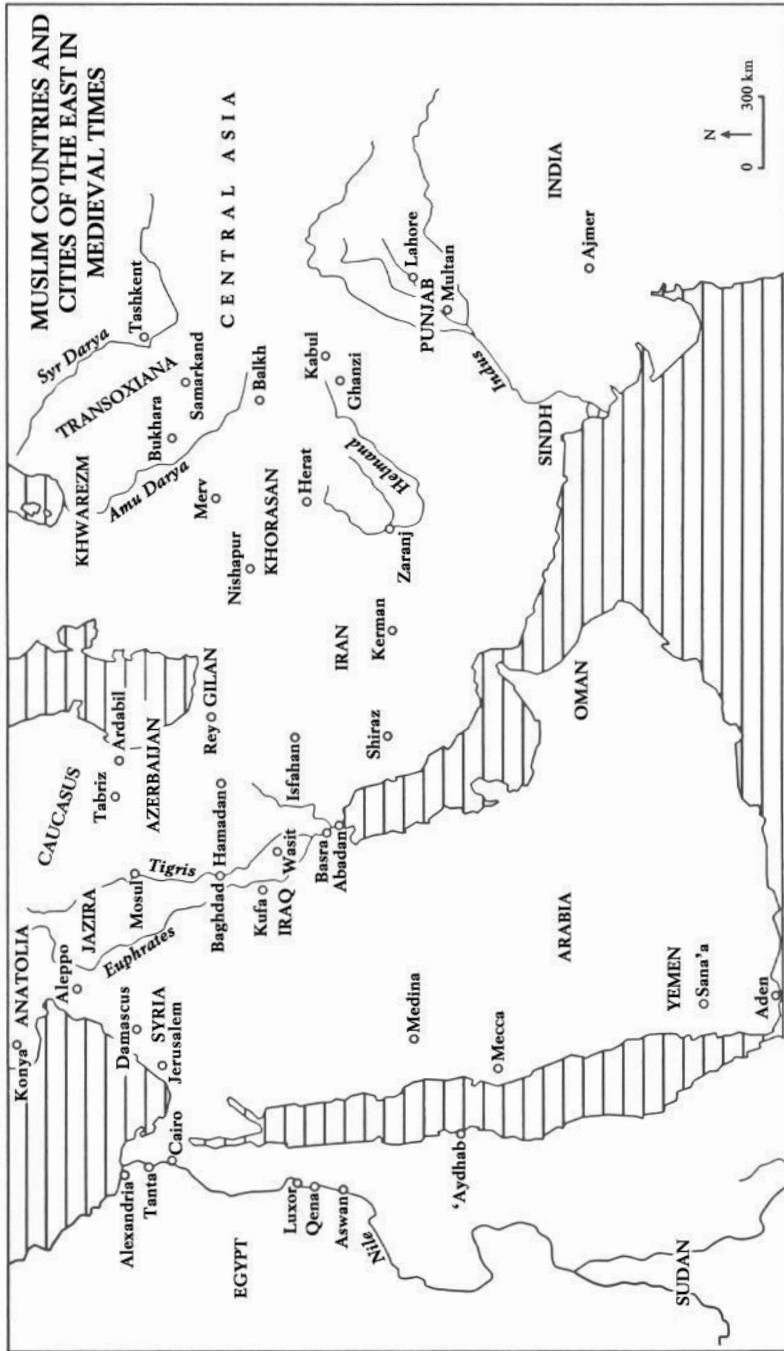 MUSLIM COUNTRIES AND
CITIES OF THE EAST IN
MEDIEVAL TIMES
Konya
ANATOLIA
Aleppo
JAZIRA
Mosul
Tigris
Euphrates
CAUCASUS
Tabriz
Ardabil
AZERBAIJAN
Rey
GILAN
KHWAREZM
Amu Darya
Syr Darya
TRANSOXIANA
Bukhara
Samarkand
Tashkent
CENTRAL ASIA
Alexandria
Tanta
Cairo
Damascus
SYRIA
Jerusalem
Baghdad
Hamadan
Kufa
Wasit
IRAQ
Isfahan
Basra
Abadan
Merv
Nishapur
KHORASAN
Balkh
Herat
Kabul
Ghanzi
Helmand
Zaranj
IRAN
Kerman
Shiraz
PUNJAB
Lahore
Multan
Indus
SINDH
INDIA
Ajmer
EGYPT
Luxor
Qena
Aswan
Nile
'Aydhab
Medina
Mecca
ARABIA
OMAN
YEMEN
Sana'a
Aden
SUDAN
N
0 300 km